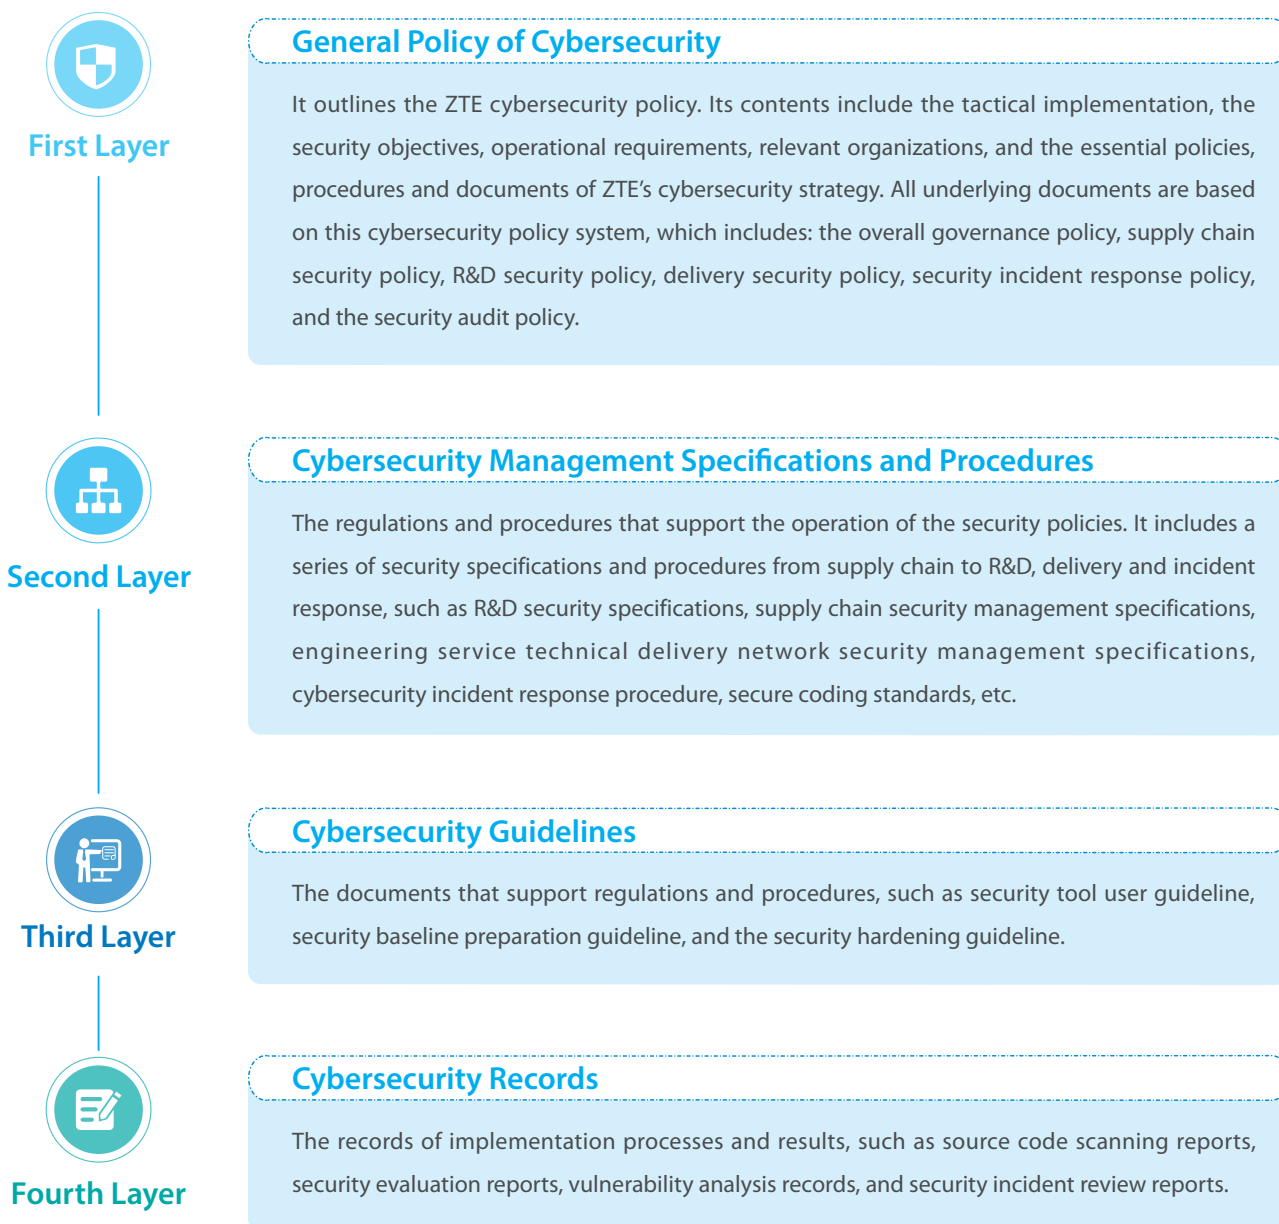 General Policy of Cybersecurity
It outlines the ZTE cybersecurity policy. Its contents include the tactical implementation, the
security objectives, operational requirements, relevant organizations, and the essential policies,
procedures and documents of ZTE's cybersecurity strategy. All underlying documents are based
on this cybersecurity policy system, which includes: the overall governance policy, supply chain
security policy, R&D security policy, delivery security policy, security incident response policy,
and the security audit policy.
First Layer
Cybersecurity Management Specifications and Procedures
The regulations and procedures that support the operation of the security policies. It includes a
series of security specifications and procedures from supply chain to R&D, delivery and incident
response, such as R&D security specifications, supply chain security management specifications,
engineering service technical delivery network security management specifications,
cybersecurity incident response procedure, secure coding standards, etc.
Second Layer
Cybersecurity Guidelines
The documents that support regulations and procedures, such as security tool user guideline,
security baseline preparation guideline, and the security hardening guideline.
Third Layer
Cybersecurity Records
The records of implementation processes and results, such as source code scanning reports,
security evaluation reports, vulnerability analysis records, and security incident review reports.
Fourth Layer